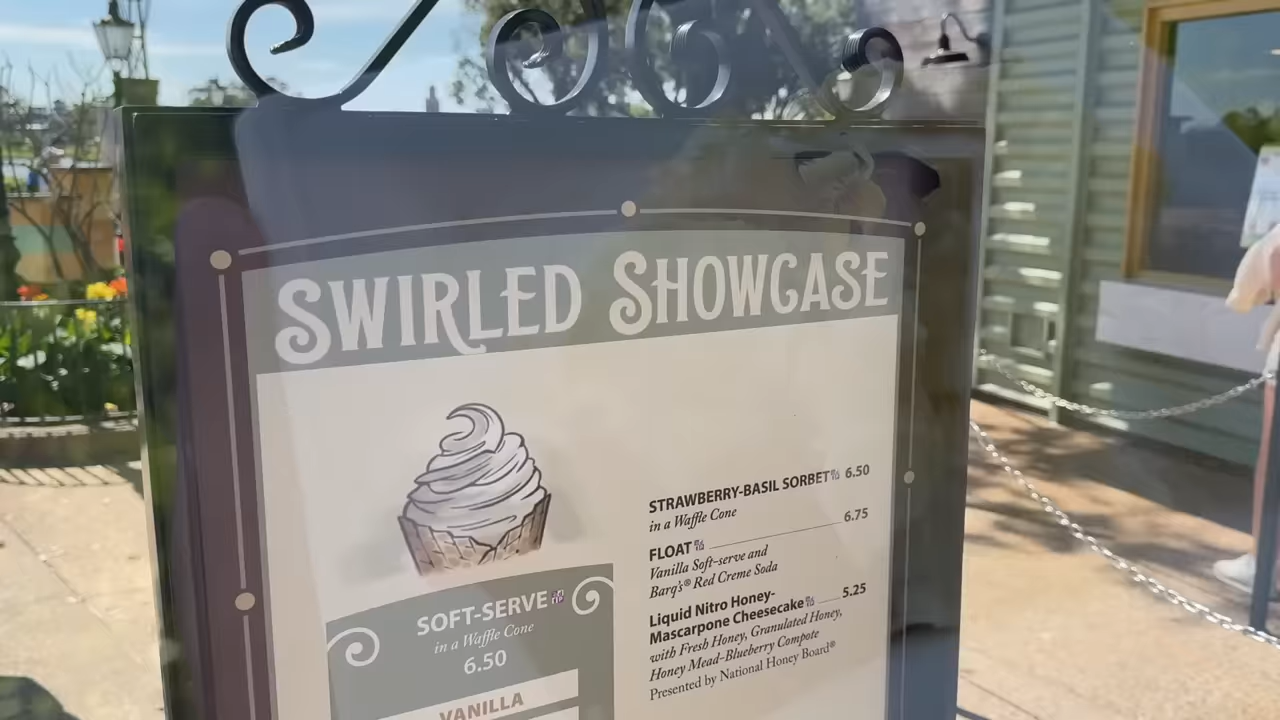 SWIRLED SHOWCASE
SOFT-SERVE
in a Waffle Cone
6.50
VANILLA
STRAWBERRY-BASIL SORBET 6.50
in a Waffle Cone
FLOAT 6.75
Vanilla Soft-serve and
Barq's® Red Creme Soda
Liquid Nitro Honey-
Mascarpone Cheesecake 5.25
with Fresh Honey, Granulated Honey,
Honey Mead-Blueberry Compote
Presented by National Honey Board®